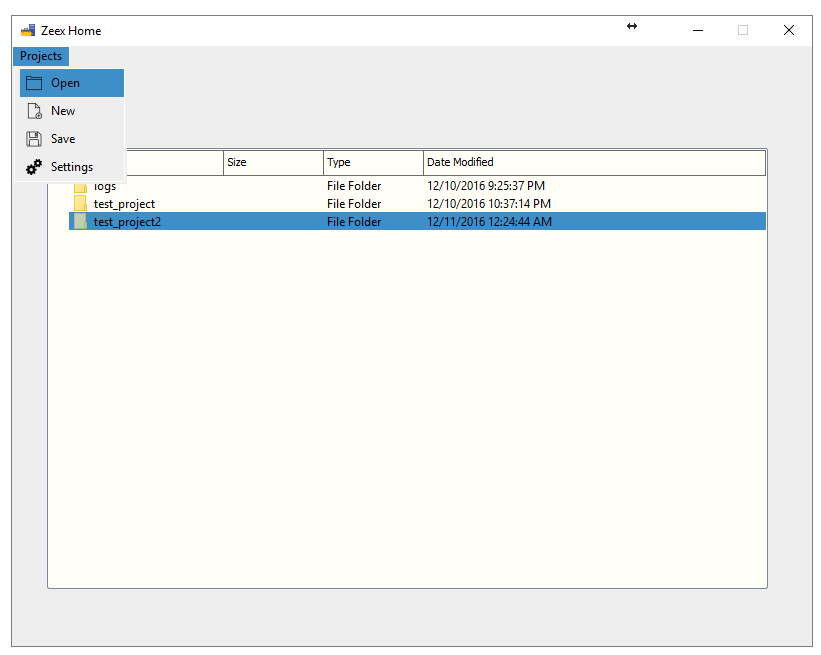 Zeex Home
Projects
Open
New
Save
Settings
Size Type Date Modified
logs File Folder 12/10/2016 9:25:37 PM
test_project File Folder 12/10/2016 10:37:14 PM
test_project2 File Folder 12/11/2016 12:24:44 AM